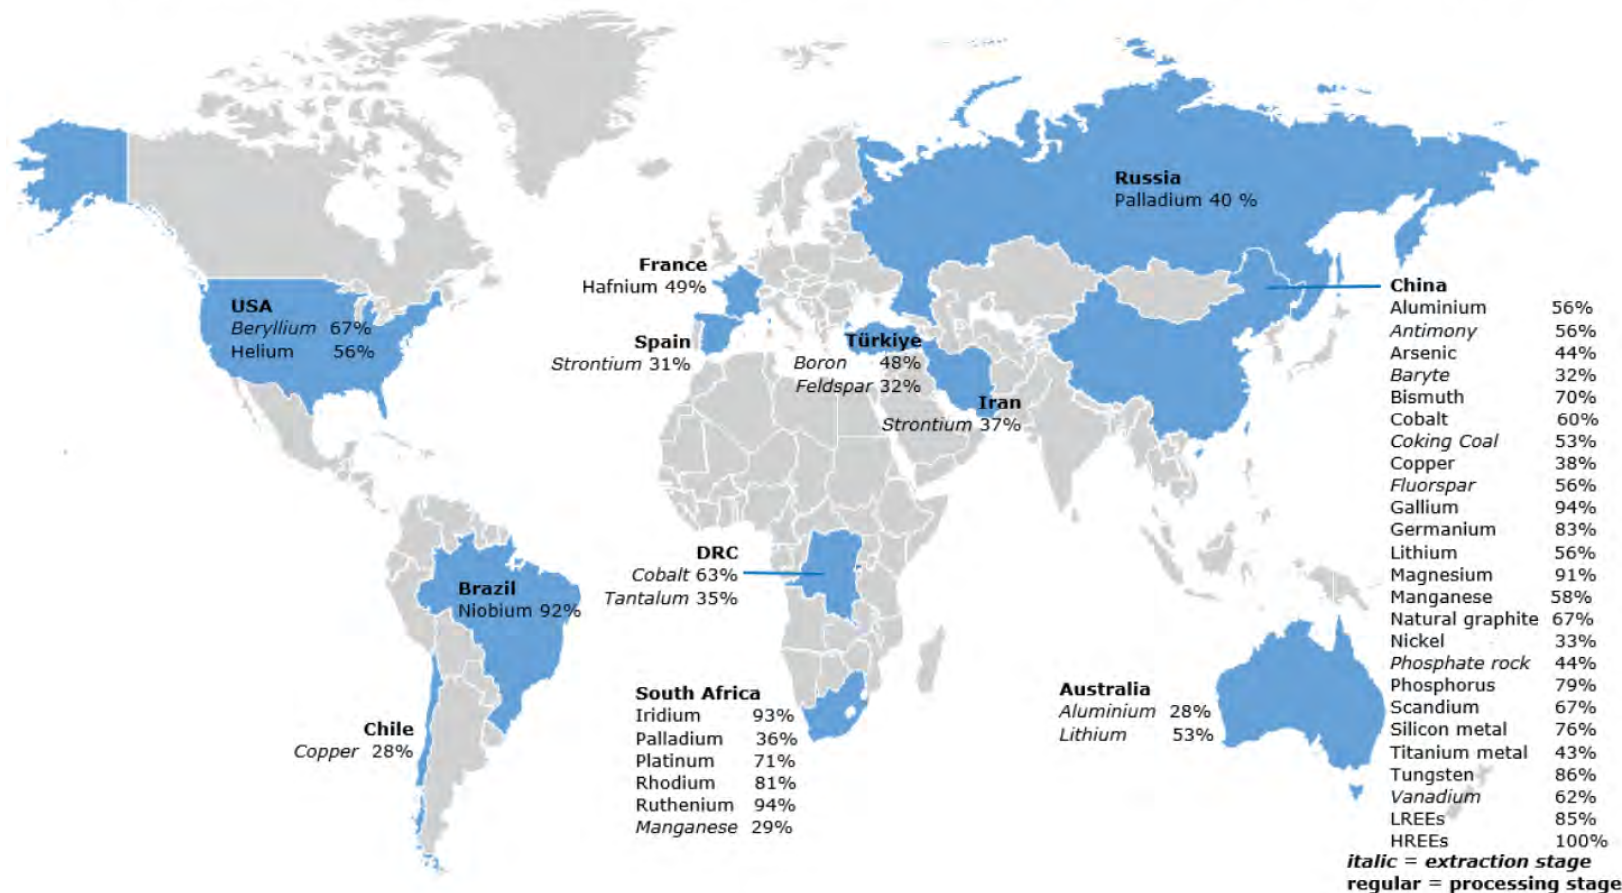 Russia
Palladium 40 %
France
Hafnium 49%
USA
Beryllium 67%
Helium 56%
Spain
Strontium 31%
Türkiye
Boron 48%
Feldspar 32%
Iran
Strontium 37%
China
Aluminium 56%
Antimony 56%
Arsenic 44%
Baryte 32%
Bismuth 70%
Cobalt 60%
Coking Coal 53%
Copper 38%
Fluorspar 56%
Gallium 94%
Germanium 83%
Lithium 56%
Magnesium 91%
Manganese 58%
Natural graphite 67%
Nickel 33%
Phosphate rock 44%
Phosphorus 79%
Scandium 67%
Silicon metal 76%
Titanium metal 43%
Tungsten 86%
Vanadium 62%
LREEs 85%
HREEs 100%
DRC
Cobalt 63%
Tantalum 35%
Brazil
Niobium 92%
South Africa
Iridium 93%
Palladium 36%
Platinum 71%
Rhodium 81%
Ruthenium 94%
Manganese 29%
Chile
Copper 28%
Australia
Aluminium 28%
Lithium 53%
italic = extraction stage
regular = processing stage